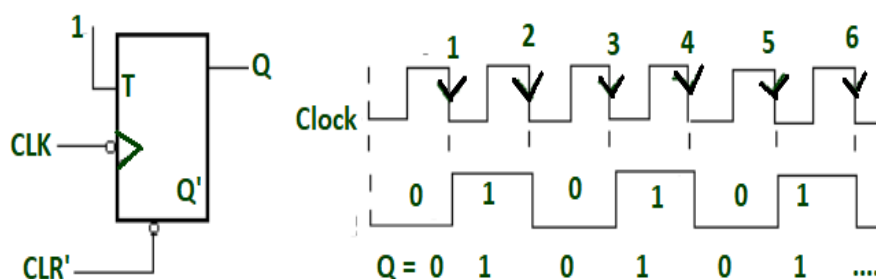 1
T
Q
CLK
Q'
CLR'
1 2 3 4 5 6
Clock
0 1 0 1 0 1
Q = 0 1 0 1 0 1 ....